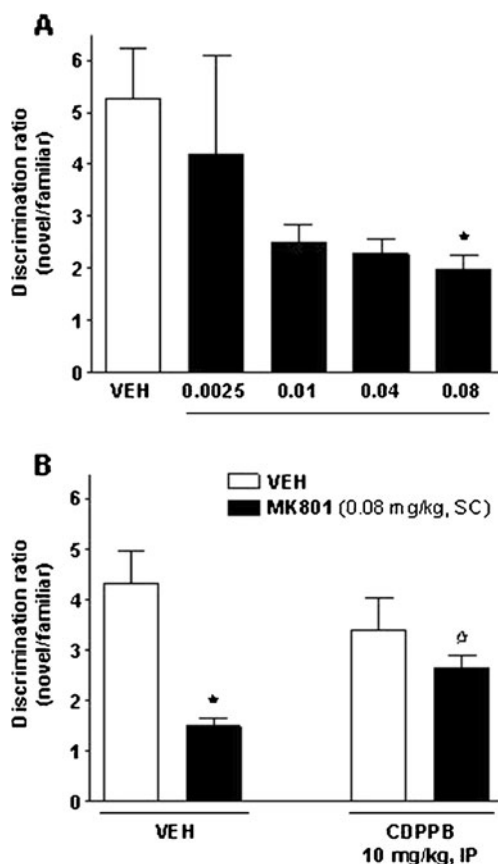 A
Discrimination ratio
(novel/familiar)
6
5
4
3
2
1
0
VEH 0.0025 0.01 0.04 0.08
B
Discrimination ratio
(novel/familiar)
6
5
4
3
2
1
0
VEH
MK801 (0.08 mg/kg, SC)
VEH CDPPB
10 mg/kg, IP